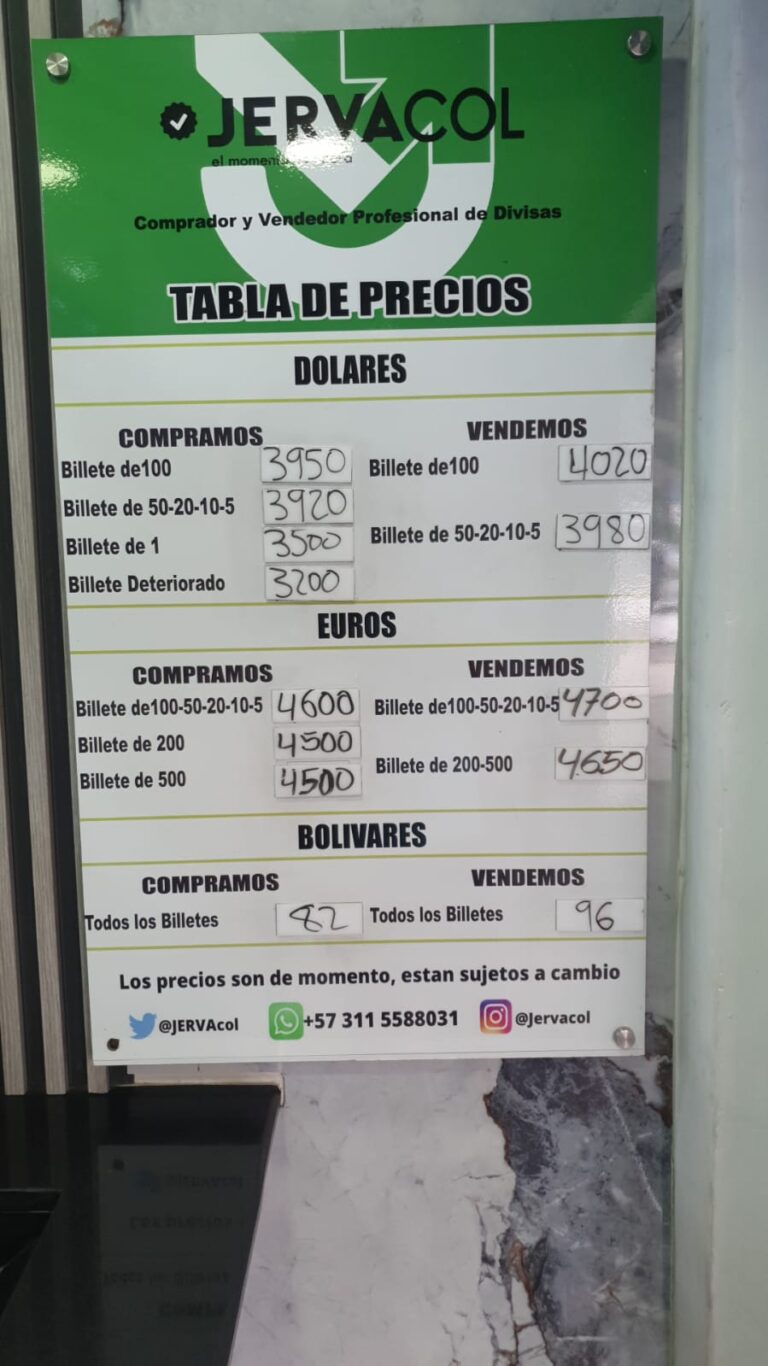 JERVACOL
el momento
Comprador y Vendedor Profesional de Divisas
TABLA DE PRECIOS
DOLARES
COMPRAMOS VENDEMOS
Billete de100 3950 Billete de100 4020
Billete de 50-20-10-5 3920 Billete de 50-20-10-5 3980
Billete de 1 3500
Billete Deteriorado 3200
EUROS
COMPRAMOS VENDEMOS
Billete de100-50-20-10-5 4600 Billete de100-50-20-10-5 4700
Billete de 200 4500 Billete de 200-500 4650
Billete de 500 4500
BOLIVARES
COMPRAMOS VENDEMOS
Todos los Billetes 82 Todos los Billetes 96
Los precios son de momento, estan sujetos a cambio
@JERVAcol +57 311 5588031 @Jervacol